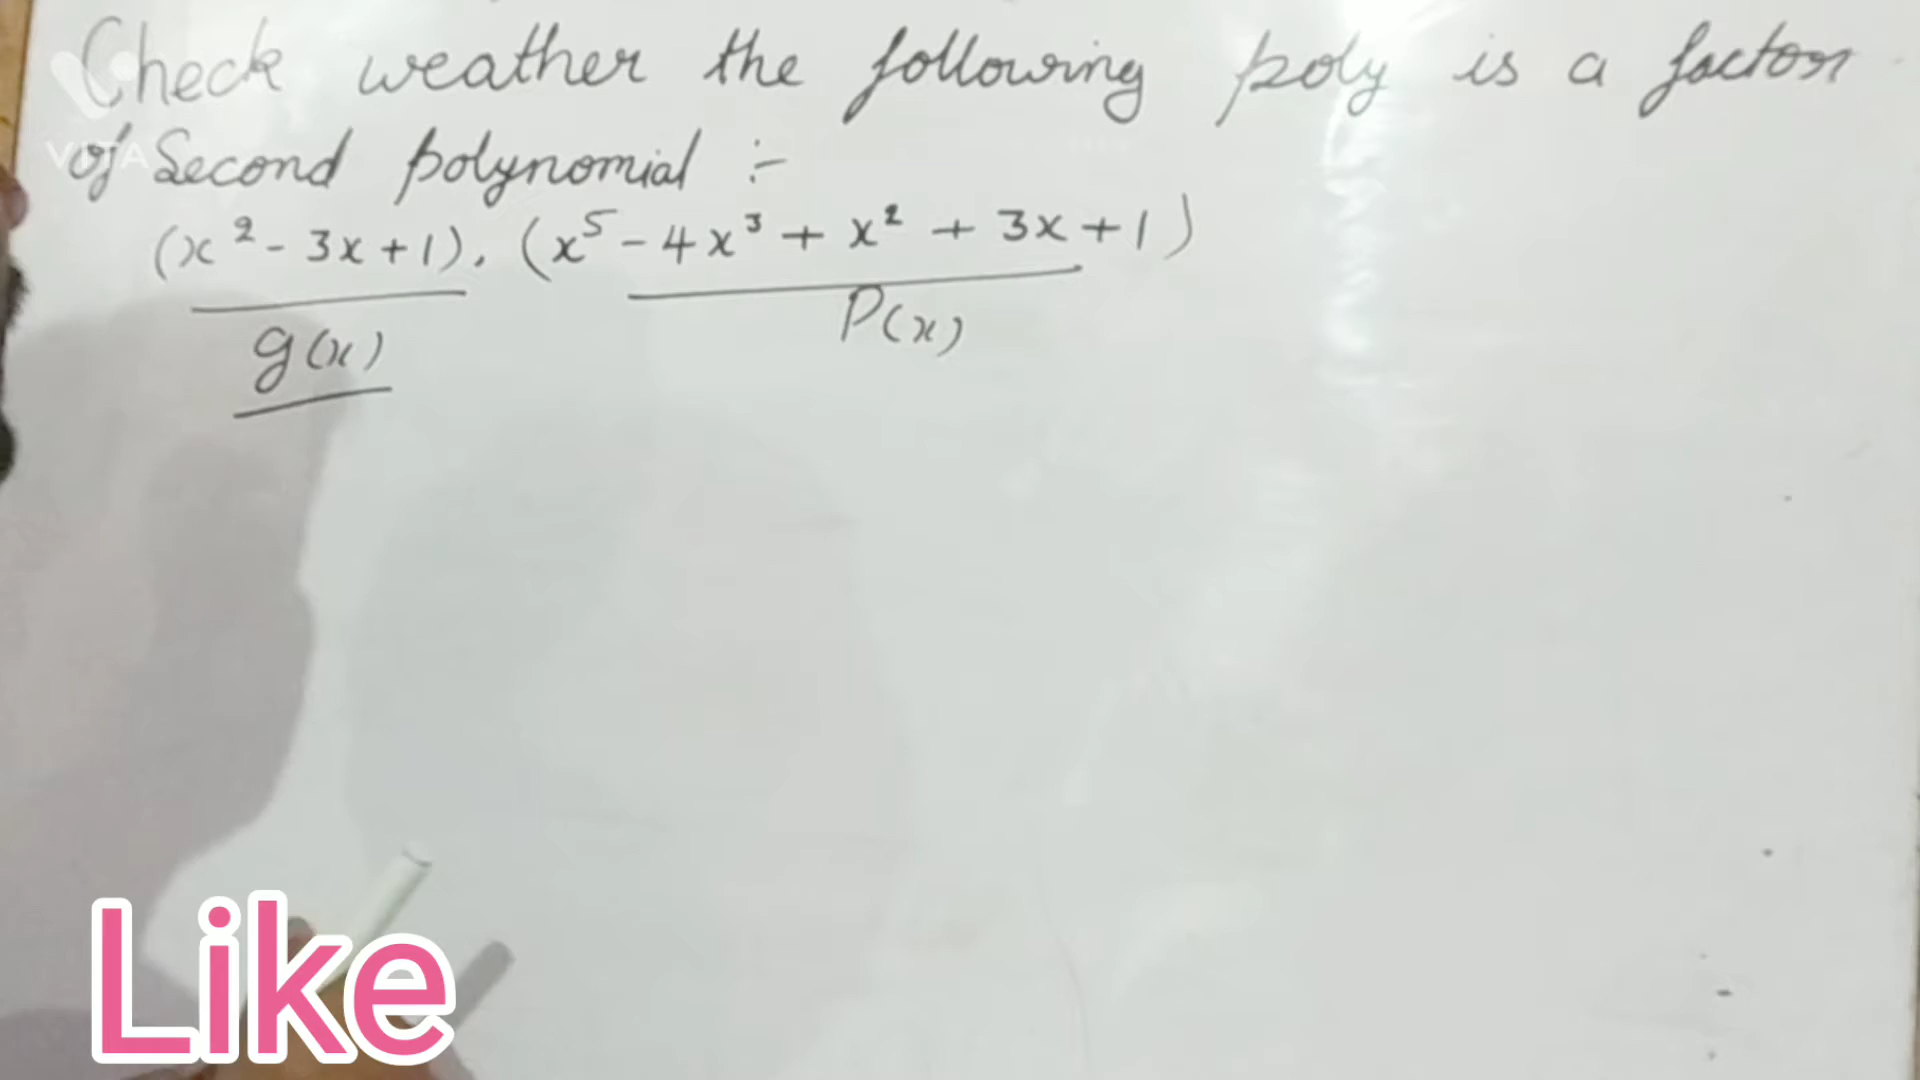 Check weather the following poly is a factor
of Second polynomial :-
(x² - 3x + 1), (x⁵ - 4x³ + x² + 3x + 1)
g(x) P(x)
VITA
Like